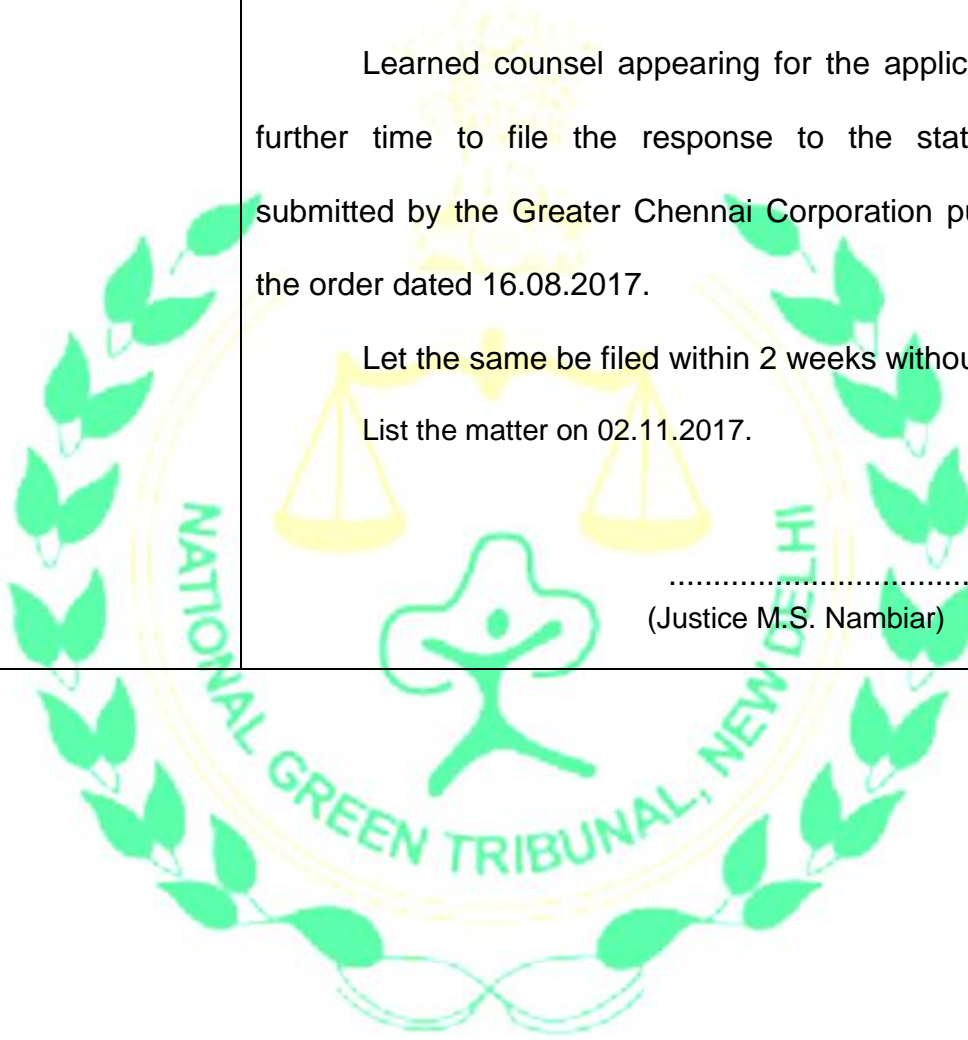 Learned counsel appearing for the applic
further time to file the response to the stat
submitted by the Greater Chennai Corporation pu
the order dated 16.08.2017.
Let the same be filed within 2 weeks withou
List the matter on 02.11.2017.
....................................
(Justice M.S. Nambiar)
NATIONAL GREEN TRIBUNAL, NEW DELHI